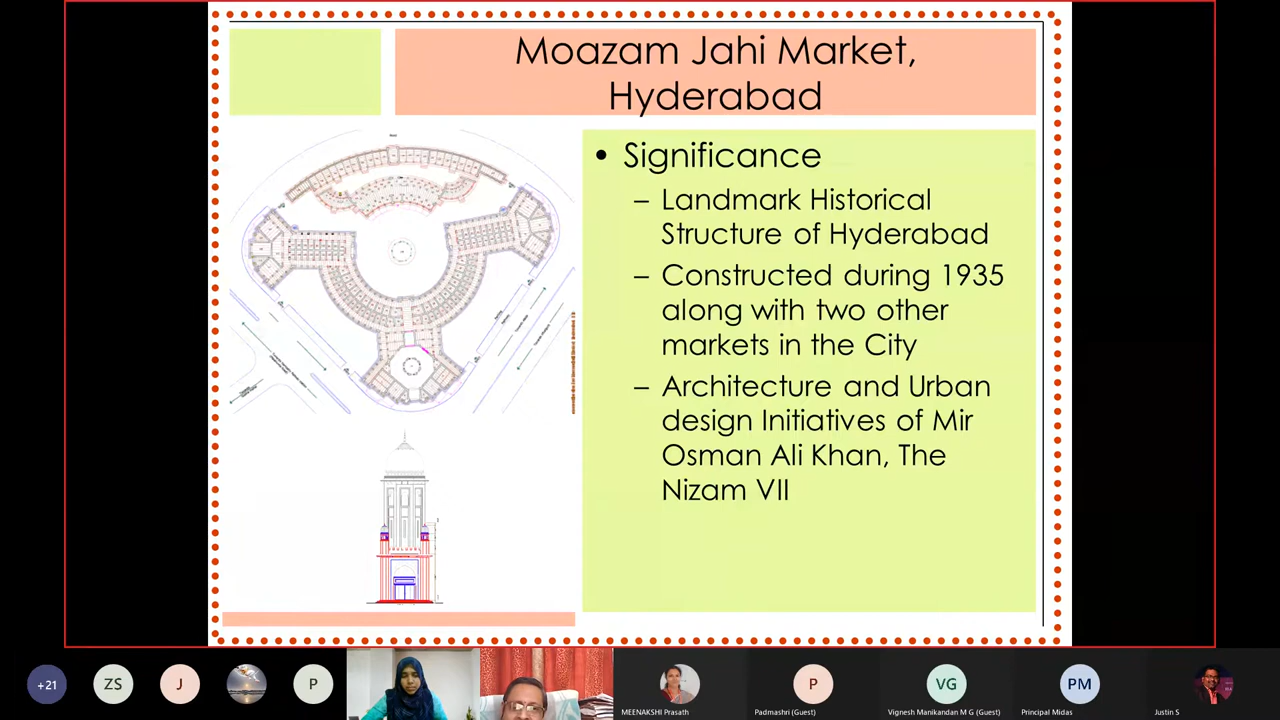 Moazam Jahi Market,
Hyderabad
• Significance
– Landmark Historical
Structure of Hyderabad
– Constructed during 1935
along with two other
markets in the City
– Architecture and Urban
design Initiatives of Mir
Osman Ali Khan, The
Nizam VII
+21
ZS
J
P
MEENAKSHI Prasath
P
Padmashri (Guest)
VG
Vignesh Manikandan M G (Guest)
PM
Principal Midas
Justin S